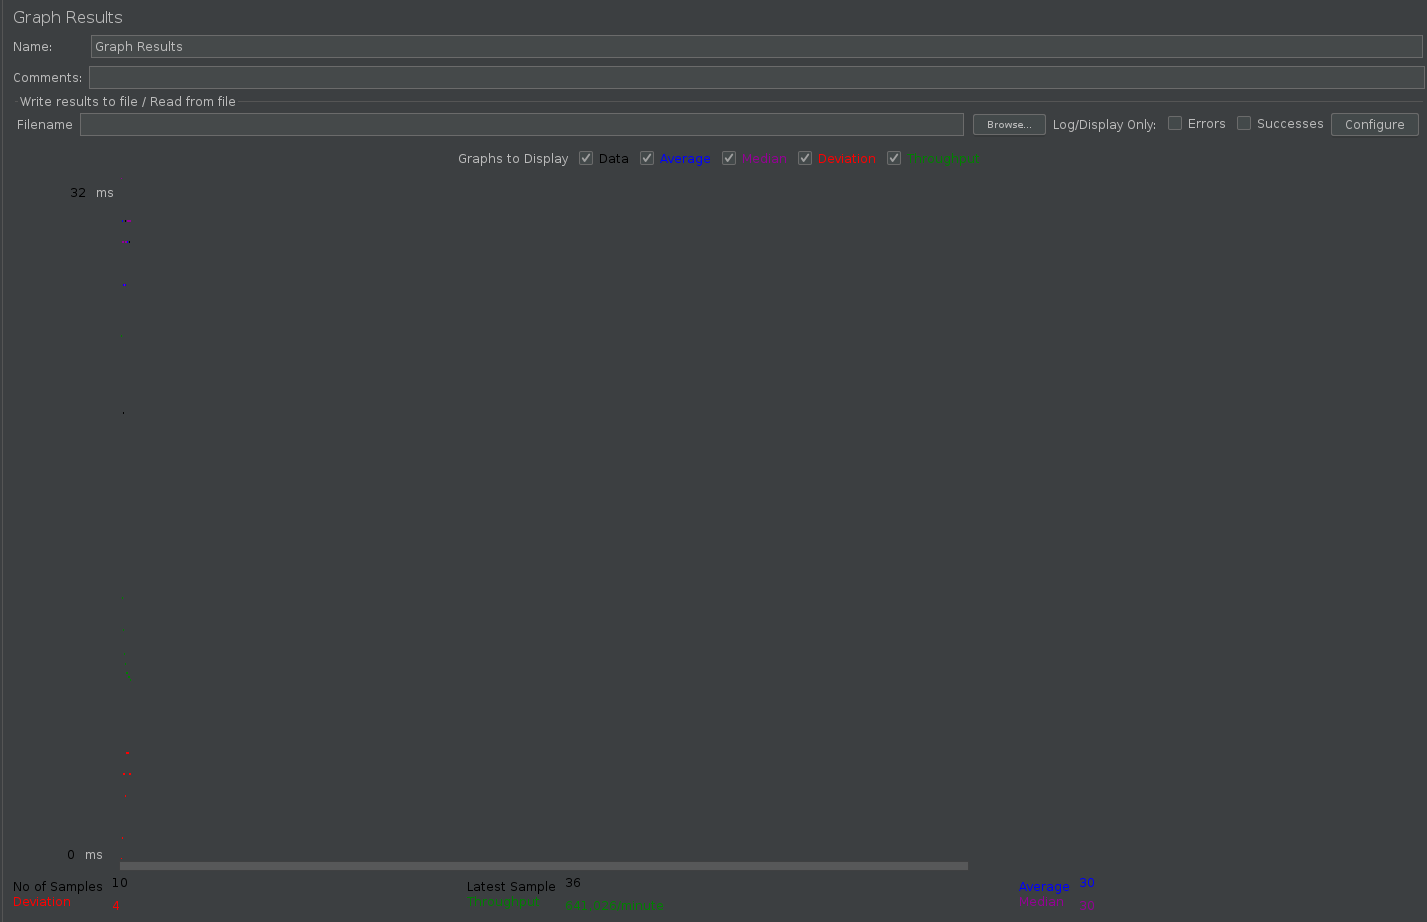 Graph Results
Name: Graph Results
Comments:
Write results to file / Read from file
Filename Browse... Log/Display Only: Errors Successes Configure
Graphs to Display Data Average Median Deviation Throughput
32 ms
0 ms
No of Samples 10 Latest Sample 36 Average 30
Deviation 4 Throughput 641,026/minute Median